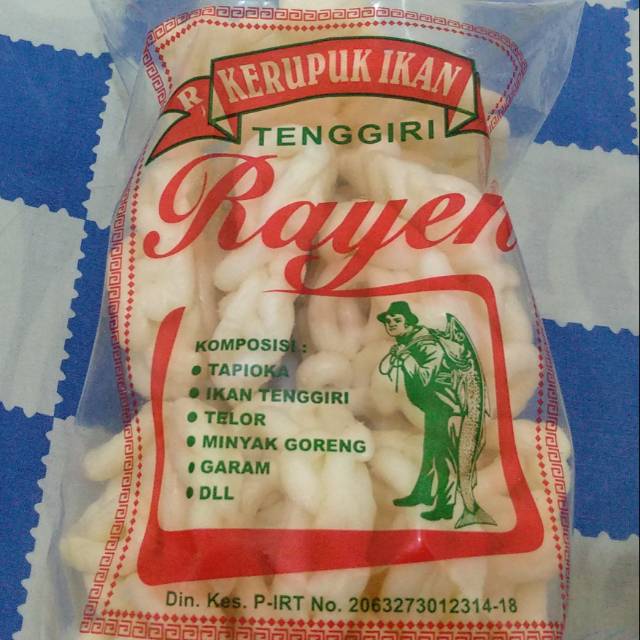 R
KERUPUK IKAN
TENGGIRI
Rayen
KOMPOSISI :
• TAPIOKA
• IKAN TENGGIRI
• TELOR
• MINYAK GORENG
• GARAM
• DLL
Din. Kes. P-IRT No. 2063273012314-18